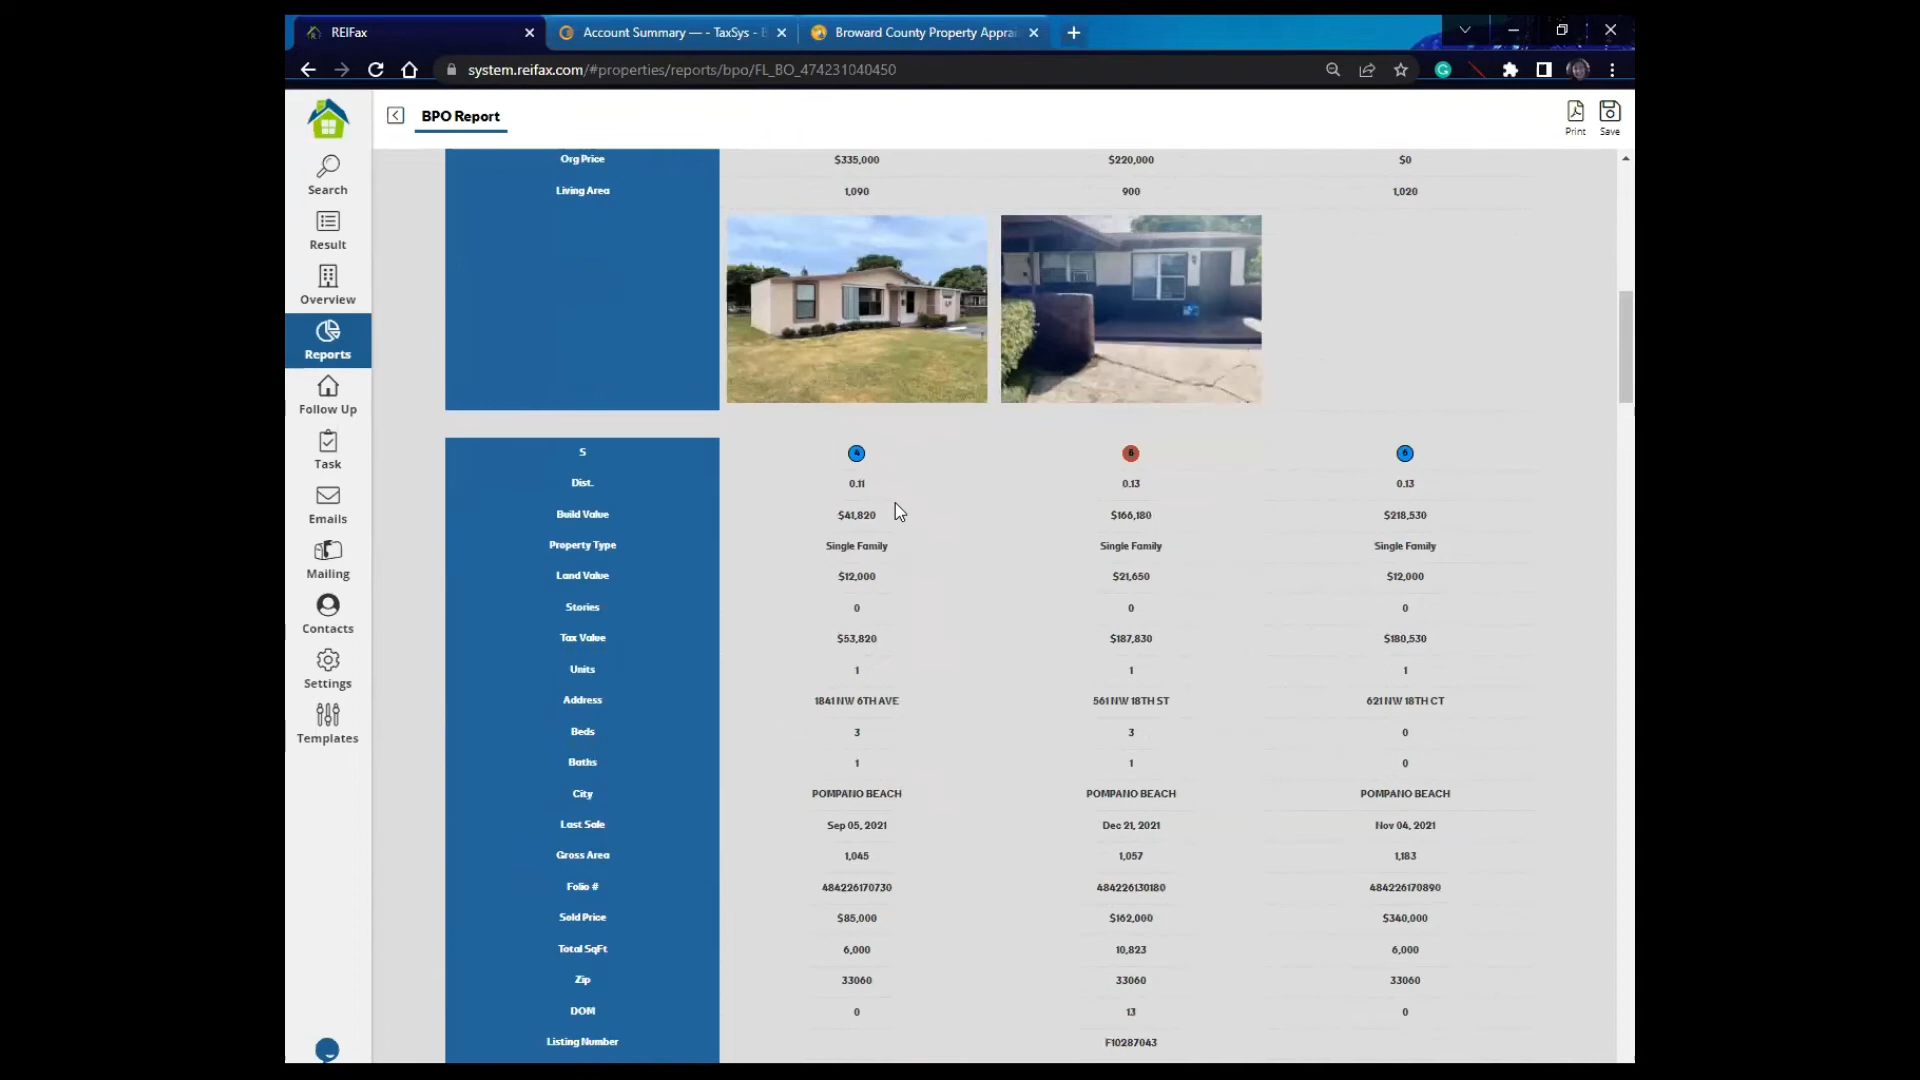 REIFax
Account Summary — - TaxSys - B
Broward County Property Apprai
system.reifax.com/#properties/reports/bpo/FL_BO_474231040450
BPO Report
Print
Save
Search
Result
Overview
Reports
Follow Up
Task
Emails
Mailing
Contacts
Settings
Templates
Org Price $335,000 $220,000 $0
Living Area 1,090 900 1,020
S 4 6 6
Dist. 0.11 0.13 0.13
Build Value $41,820 $166,180 $218,530
Property Type Single Family Single Family Single Family
Land Value $12,000 $21,650 $12,000
Stories 0 0 0
Tax Value $53,820 $187,830 $180,530
Units 1 1 1
Address 1841 NW 6TH AVE 561 NW 18TH ST 621 NW 18TH CT
Beds 3 3 0
Baths 1 1 0
City POMPANO BEACH POMPANO BEACH POMPANO BEACH
Last Sale Sep 05, 2021 Dec 21, 2021 Nov 04, 2021
Gross Area 1,045 1,057 1,183
Folio # 484226170730 484226130180 484226170890
Sold Price $85,000 $162,000 $340,000
Total SqFt 6,000 10,823 6,000
Zip 33060 33060 33060
DOM 0 13 0
Listing Number F10287043